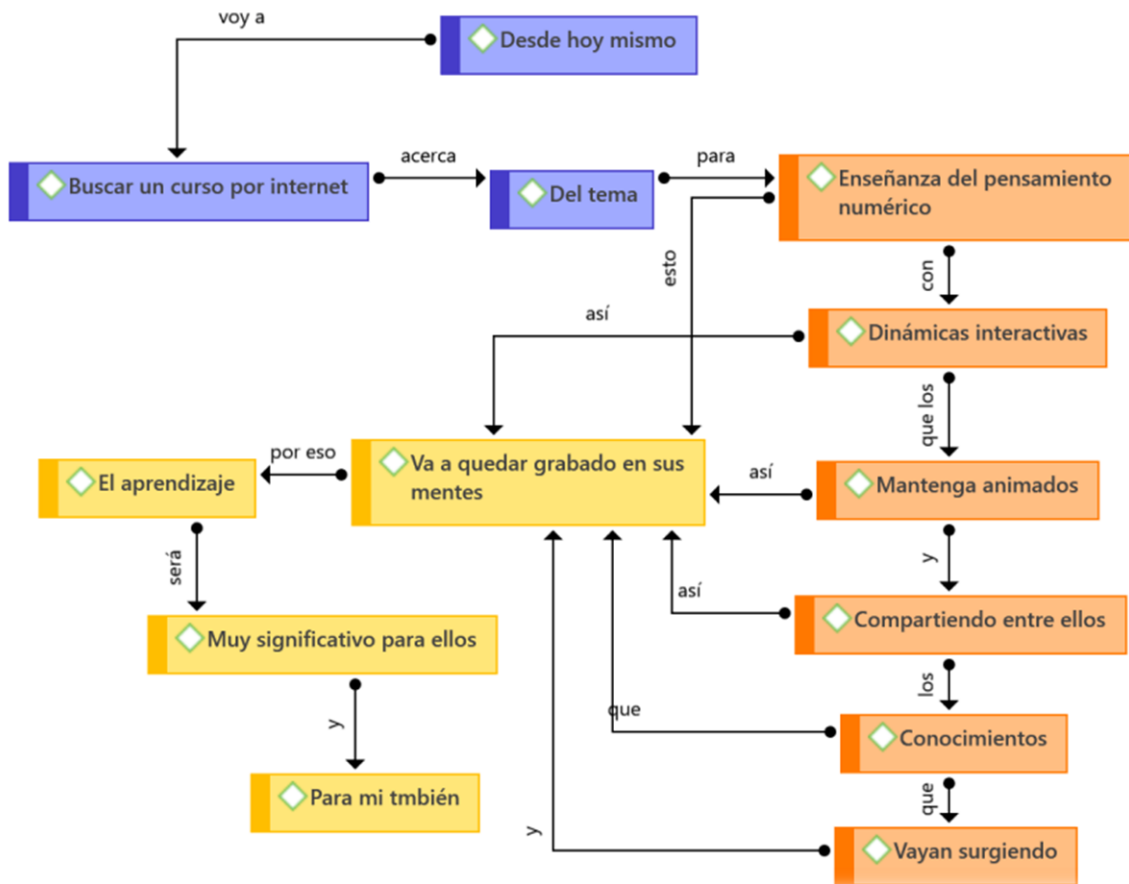 voy a
Desde hoy mismo
Buscar un curso por internet
acerca
Del tema
para
Enseñanza del pensamiento
numérico
esto
con
así
Dinámicas interactivas
que los
por eso
El aprendizaje
Va a quedar grabado en sus
mentes
así
Mantenga animados
será
así
y
Compartiendo entre ellos
Muy significativo para ellos
los
y
que
Conocimientos
Para mi tmbién
que
y
Vayan surgiendo